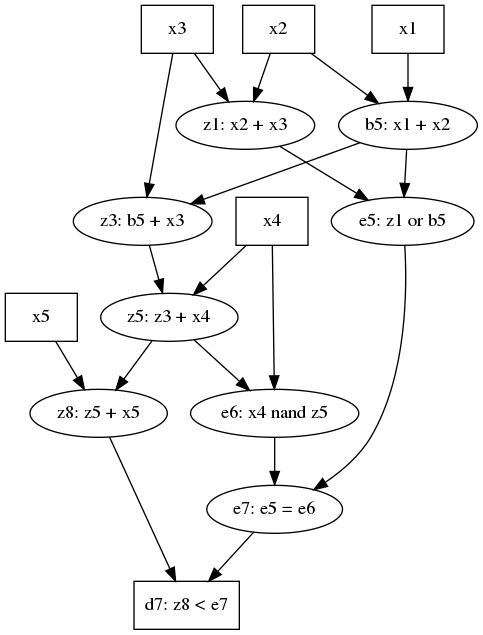 x3
x2
x1
z1: x2 + x3
b5: x1 + x2
z3: b5 + x3
x4
e5: z1 or b5
x5
z5: z3 + x4
z8: z5 + x5
e6: x4 nand z5
e7: e5 = e6
d7: z8 < e7